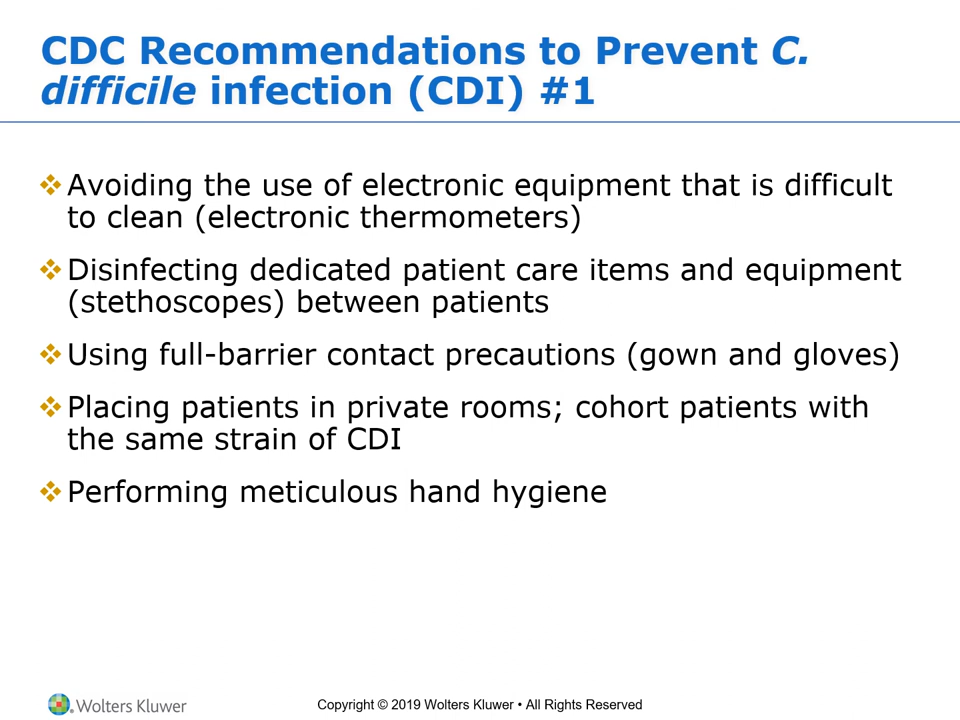 CDC Recommendations to Prevent C.
difficile infection (CDI) #1
❖ Avoiding the use of electronic equipment that is difficult
to clean (electronic thermometers)
❖ Disinfecting dedicated patient care items and equipment
(stethoscopes) between patients
❖ Using full-barrier contact precautions (gown and gloves)
❖ Placing patients in private rooms; cohort patients with
the same strain of CDI
❖ Performing meticulous hand hygiene
Wolters Kluwer
Copyright © 2019 Wolters Kluwer • All Rights Reserved